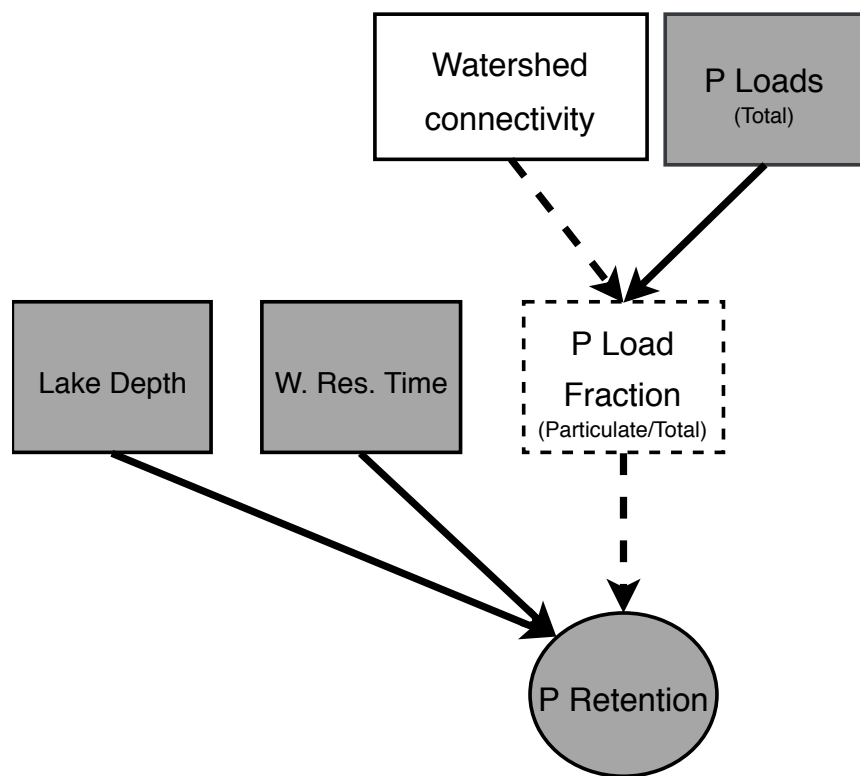 Watershed
connectivity
P Loads
(Total)
Lake Depth
W. Res. Time
P Load
Fraction
(Particulate/Total)
P Retention